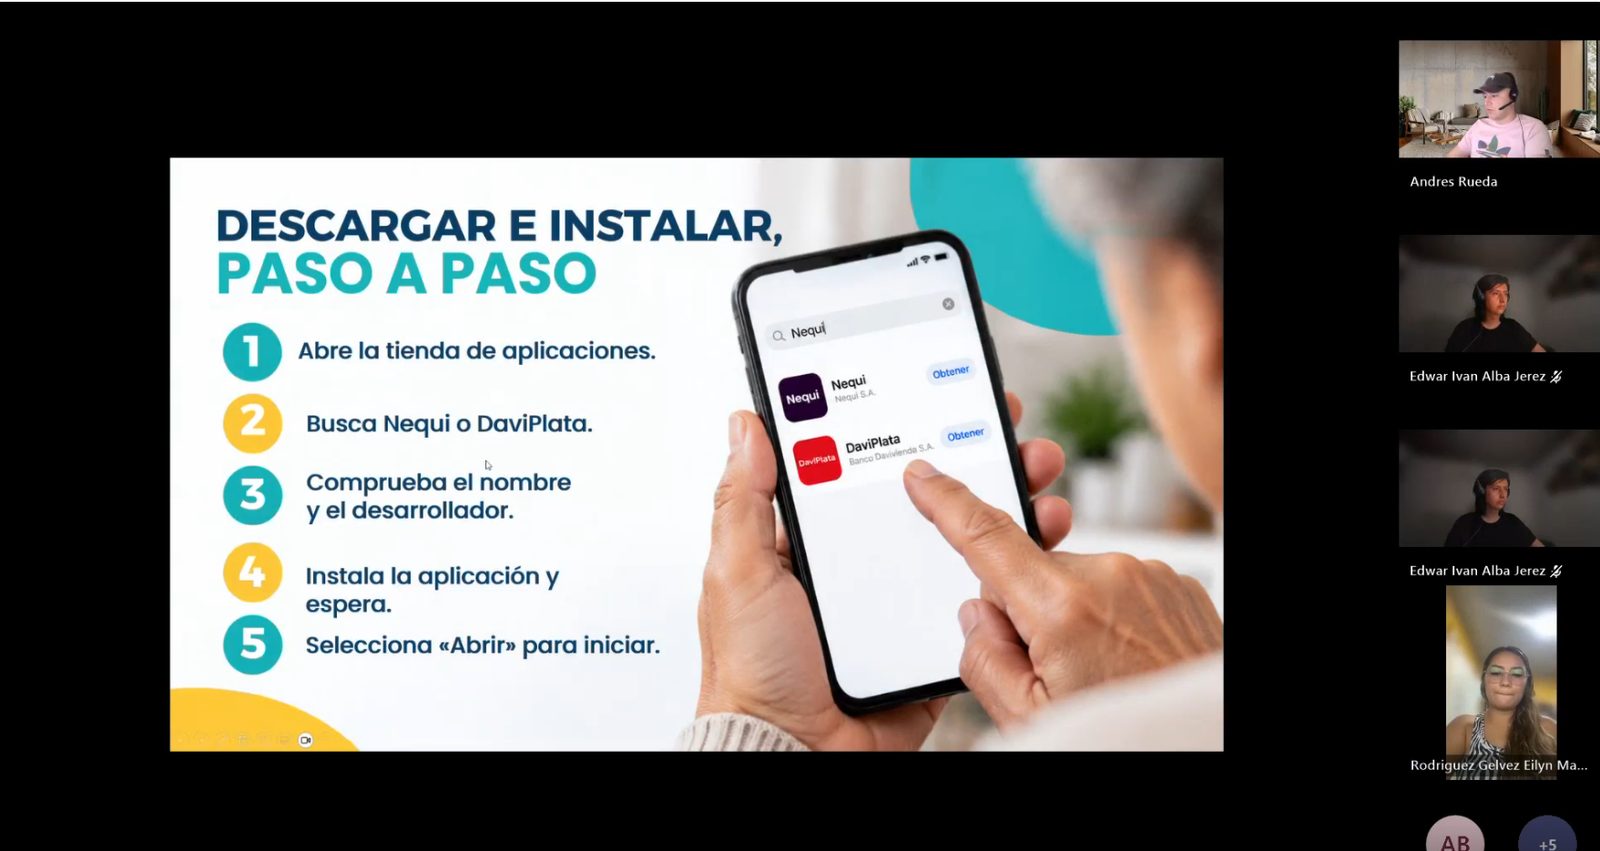 DESCARGAR E INSTALAR,
PASO A PASO
1 Abre la tienda de aplicaciones.
2 Busca Nequi o DaviPlata.
3 Comprueba el nombre
y el desarrollador.
4 Instala la aplicación y
espera.
5 Selecciona «Abrir» para iniciar.
Nequi
Nequi
Nequi
Nequi S.A.
Obtener
DaviPlata
DaviPlata
Banco Davivienda S.A.
Obtener
Andres Rueda
Edwar Ivan Alba Jerez
Edwar Ivan Alba Jerez
Rodriguez Gelvez Eilyn Ma...
AB
+5